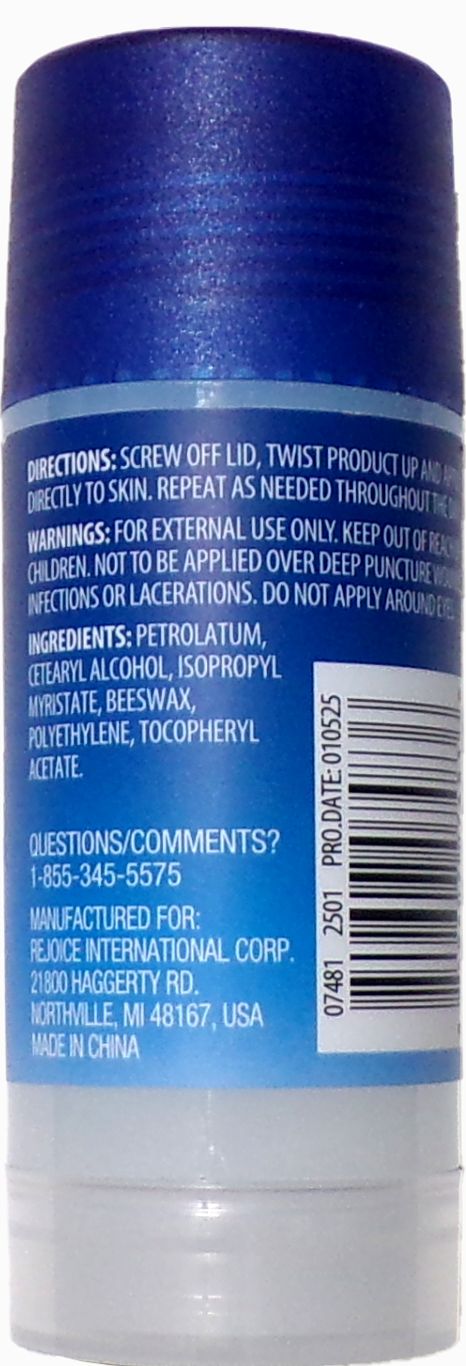 DIRECTIONS: SCREW OFF LID, TWIST PRODUCT UP AND
DIRECTLY TO SKIN. REPEAT AS NEEDED THROUGHOUT THE
WARNINGS: FOR EXTERNAL USE ONLY. KEEP OUT OF REACH
CHILDREN. NOT TO BE APPLIED OVER DEEP PUNCTURE
INFECTIONS OR LACERATIONS. DO NOT APPLY AROUND EYES
INGREDIENTS: PETROLATUM,
CETEARYL ALCOHOL, ISOPROPYL
MYRISTATE, BEESWAX,
POLYETHYLENE, TOCOPHERYL
ACETATE.
QUESTIONS/COMMENTS?
1-855-345-5575
MANUFACTURED FOR:
REJOICE INTERNATIONAL CORP.
21800 HAGGERTY RD.
NORTHVILLE, MI 48167, USA
MADE IN CHINA
07481 2501 PRO.DATE: 010525